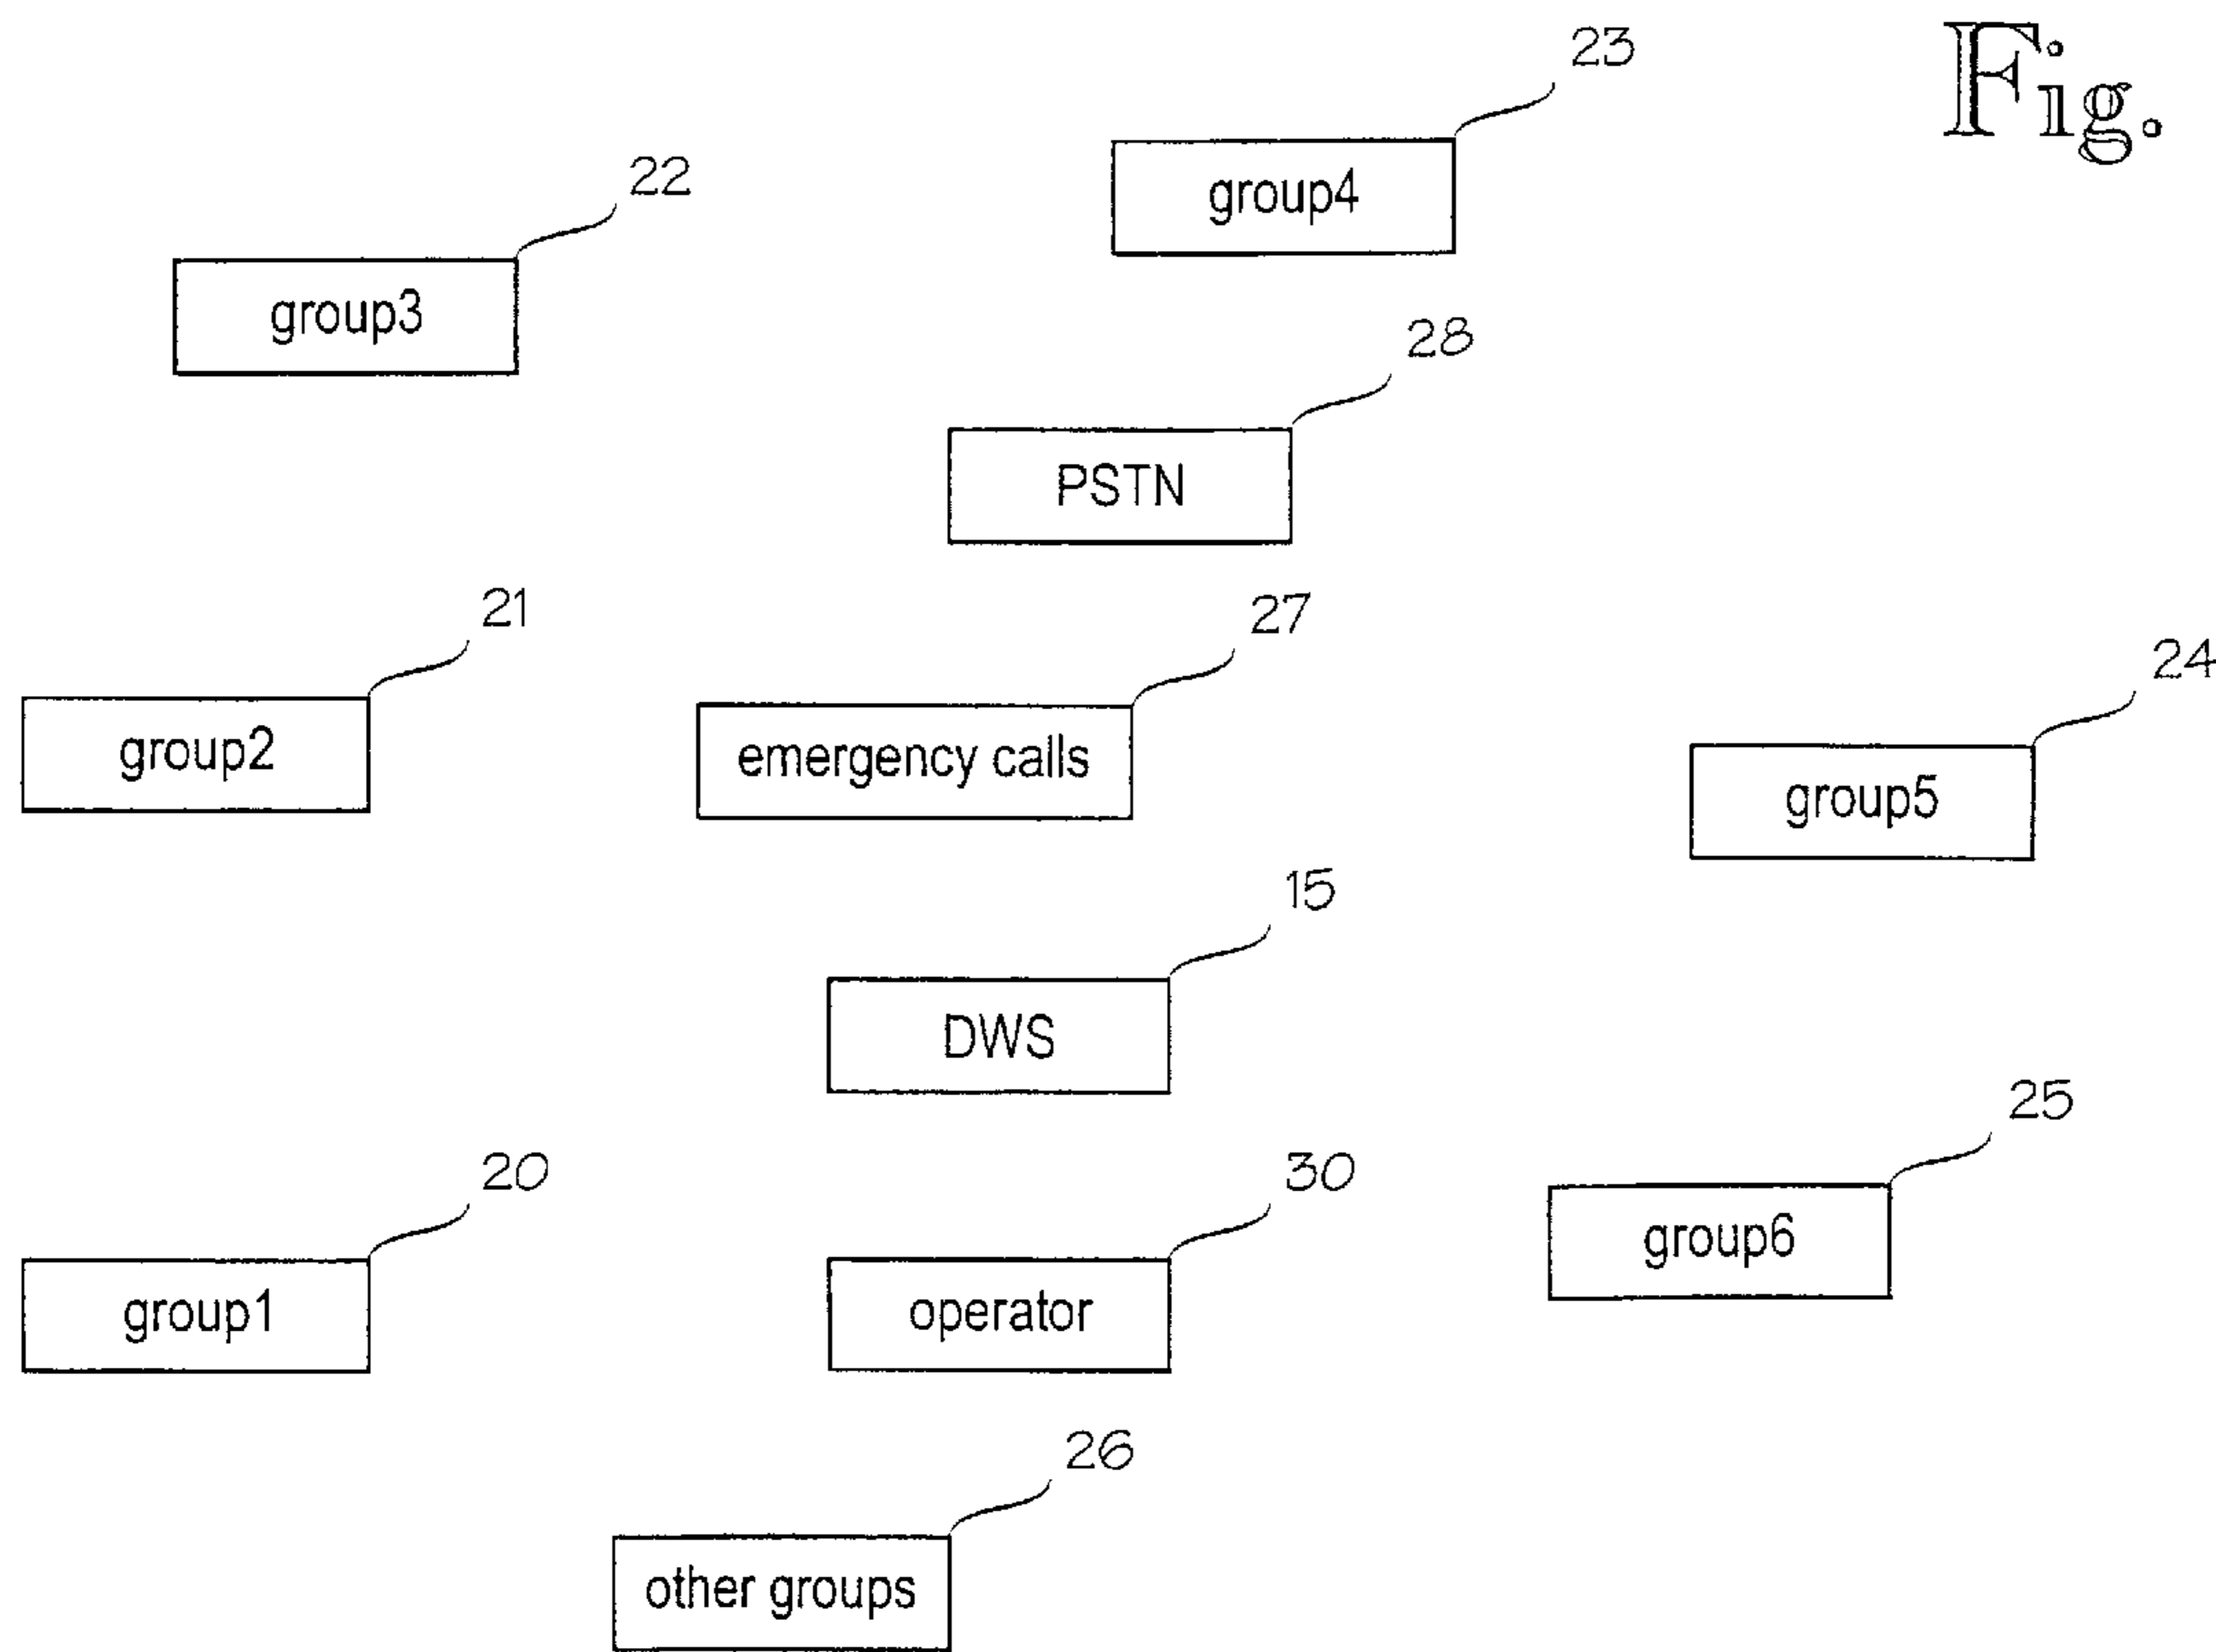 Fig.
23
group4
22
group3
28
PSTN
21
group2
27
emergency calls
24
group5
15
DWS
25
group6
20
group1
30
operator
26
other groups